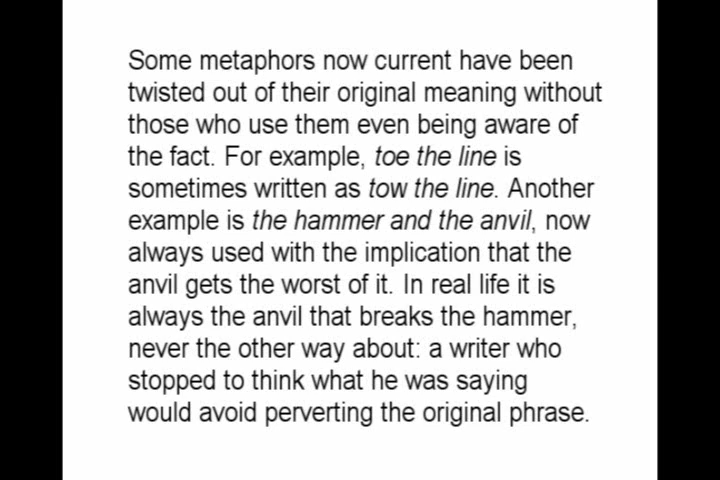 Some metaphors now current have been
twisted out of their original meaning without
those who use them even being aware of
the fact. For example, toe the line is
sometimes written as tow the line. Another
example is the hammer and the anvil, now
always used with the implication that the
anvil gets the worst of it. In real life it is
always the anvil that breaks the hammer,
never the other way about: a writer who
stopped to think what he was saying
would avoid perverting the original phrase.